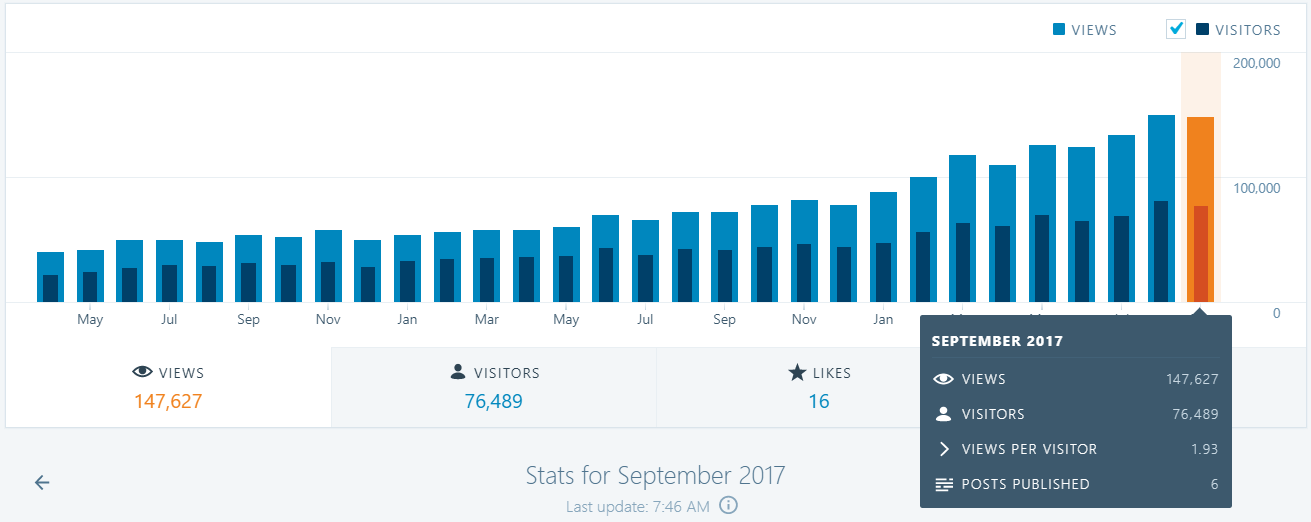 VIEWS VISITORS
200,000
100,000
0
May Jul Sep Nov Jan Mar May Jul Sep Nov Jan
SEPTEMBER 2017
VIEWS 147,627
VISITORS 76,489
VIEWS PER VISITOR 1.93
POSTS PUBLISHED 6
VIEWS VISITORS LIKES
147,627 76,489 16
Stats for September 2017
Last update: 7:46 AM